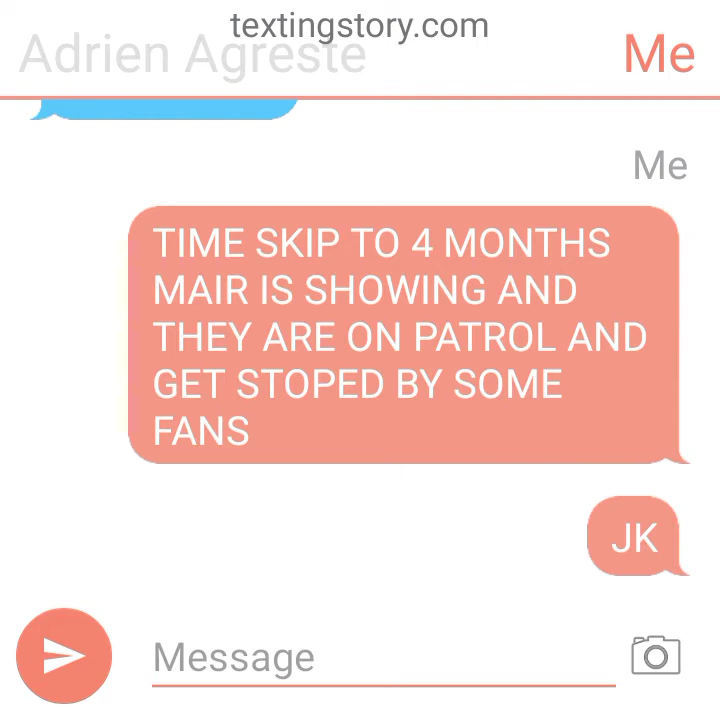 textingstory.com
Adrien Agreste
Me
Me
TIME SKIP TO 4 MONTHS
MAIR IS SHOWING AND
THEY ARE ON PATROL AND
GET STOPED BY SOME
FANS
JK
Message